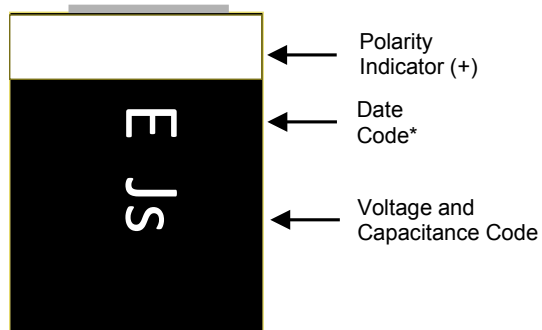 Polarity
Indicator (+)
Date
Code*
E
Js
Voltage and
Capacitance Code